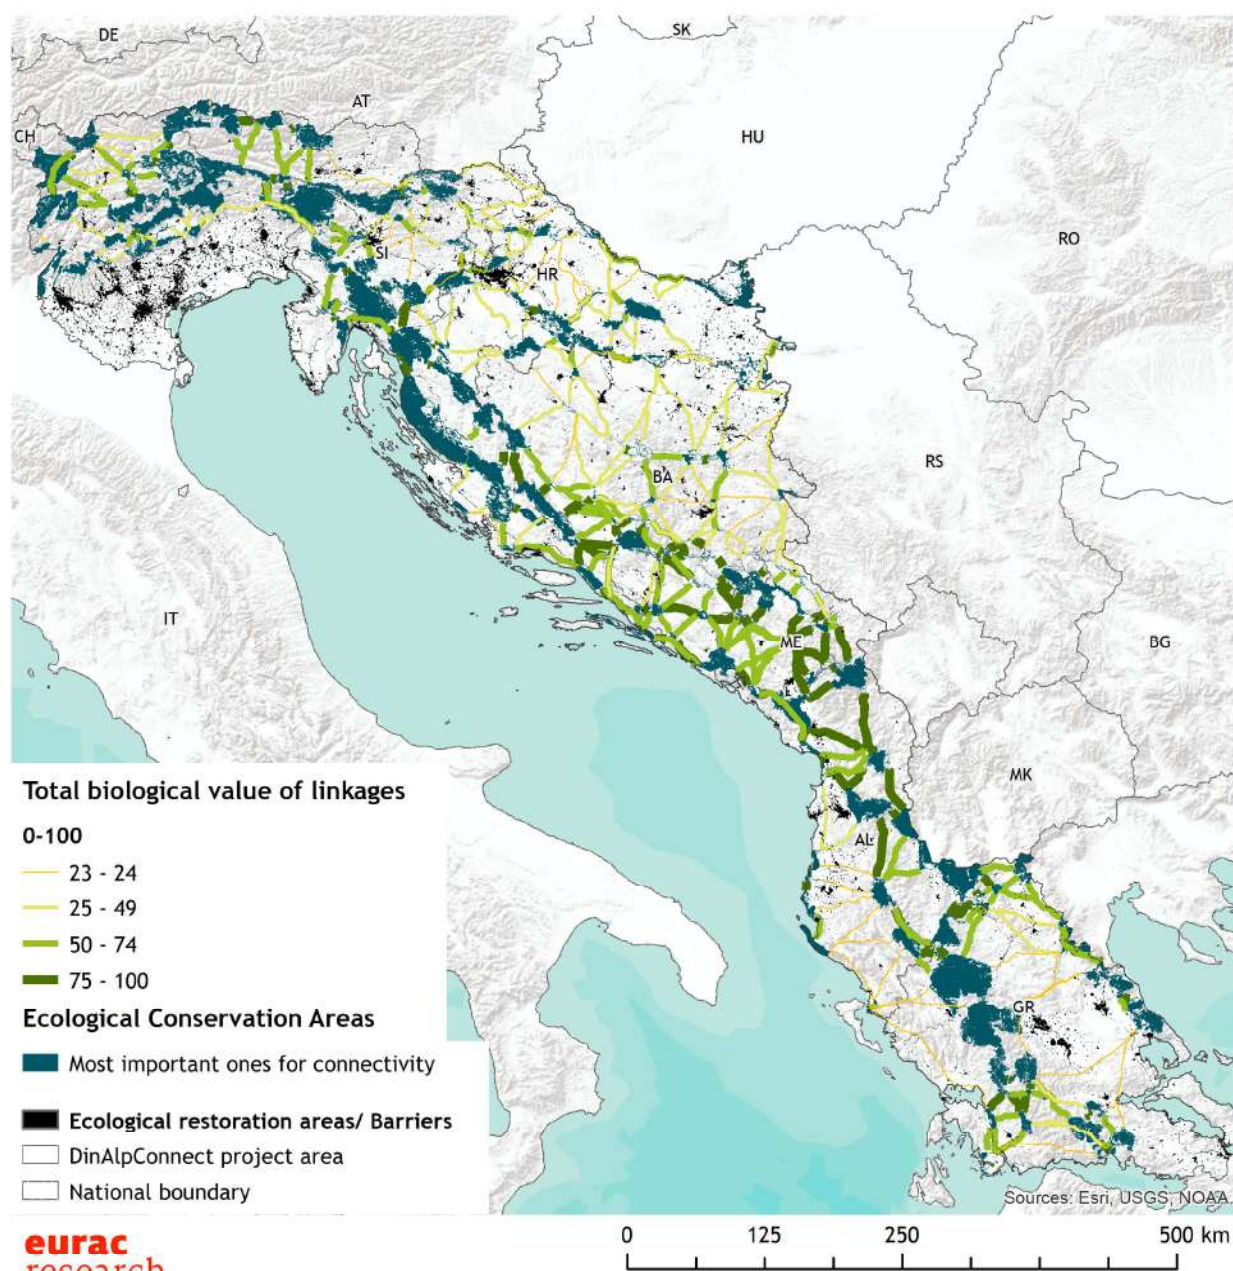 DE
SK
AT
CH
HU
RO
SI
HR
BA
RS
IT
ME
BG
MK
AL
GR
Total biological value of linkages
0-100
23 - 24
25 - 49
50 - 74
75 - 100
Ecological Conservation Areas
Most important ones for connectivity
Ecological restoration areas/ Barriers
DinAlpConnect project area
National boundary
Sources: Esri, USGS, NOAA
eurac
research
0 125 250 500 km